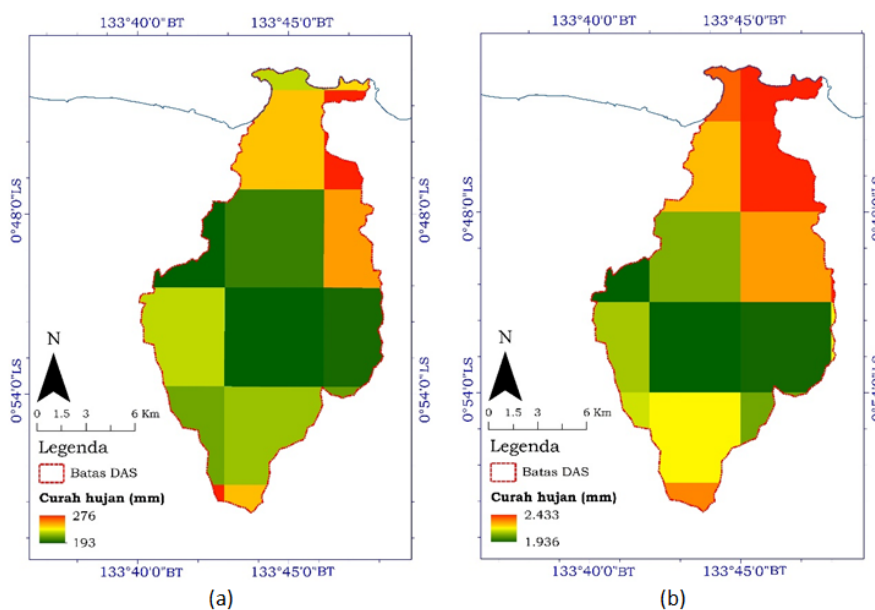 133°40'0"BT 133°45'0"BT
0°48'0"LS 0°48'0"LS
0°54'0"LS 0°54'0"LS
N
0 1.5 3 6 Km
Legenda
Batas DAS
Curah hujan (mm)
276
193
133°40'0"BT 133°45'0"BT
(a)
133°40'0"BT 133°45'0"BT
0°48'0"LS
0°54'0"LS
N
0 1.5 3 6 Km
Legenda
Batas DAS
Curah hujan (mm)
2.433
1.936
133°40'0"BT 133°45'0"BT
(b)